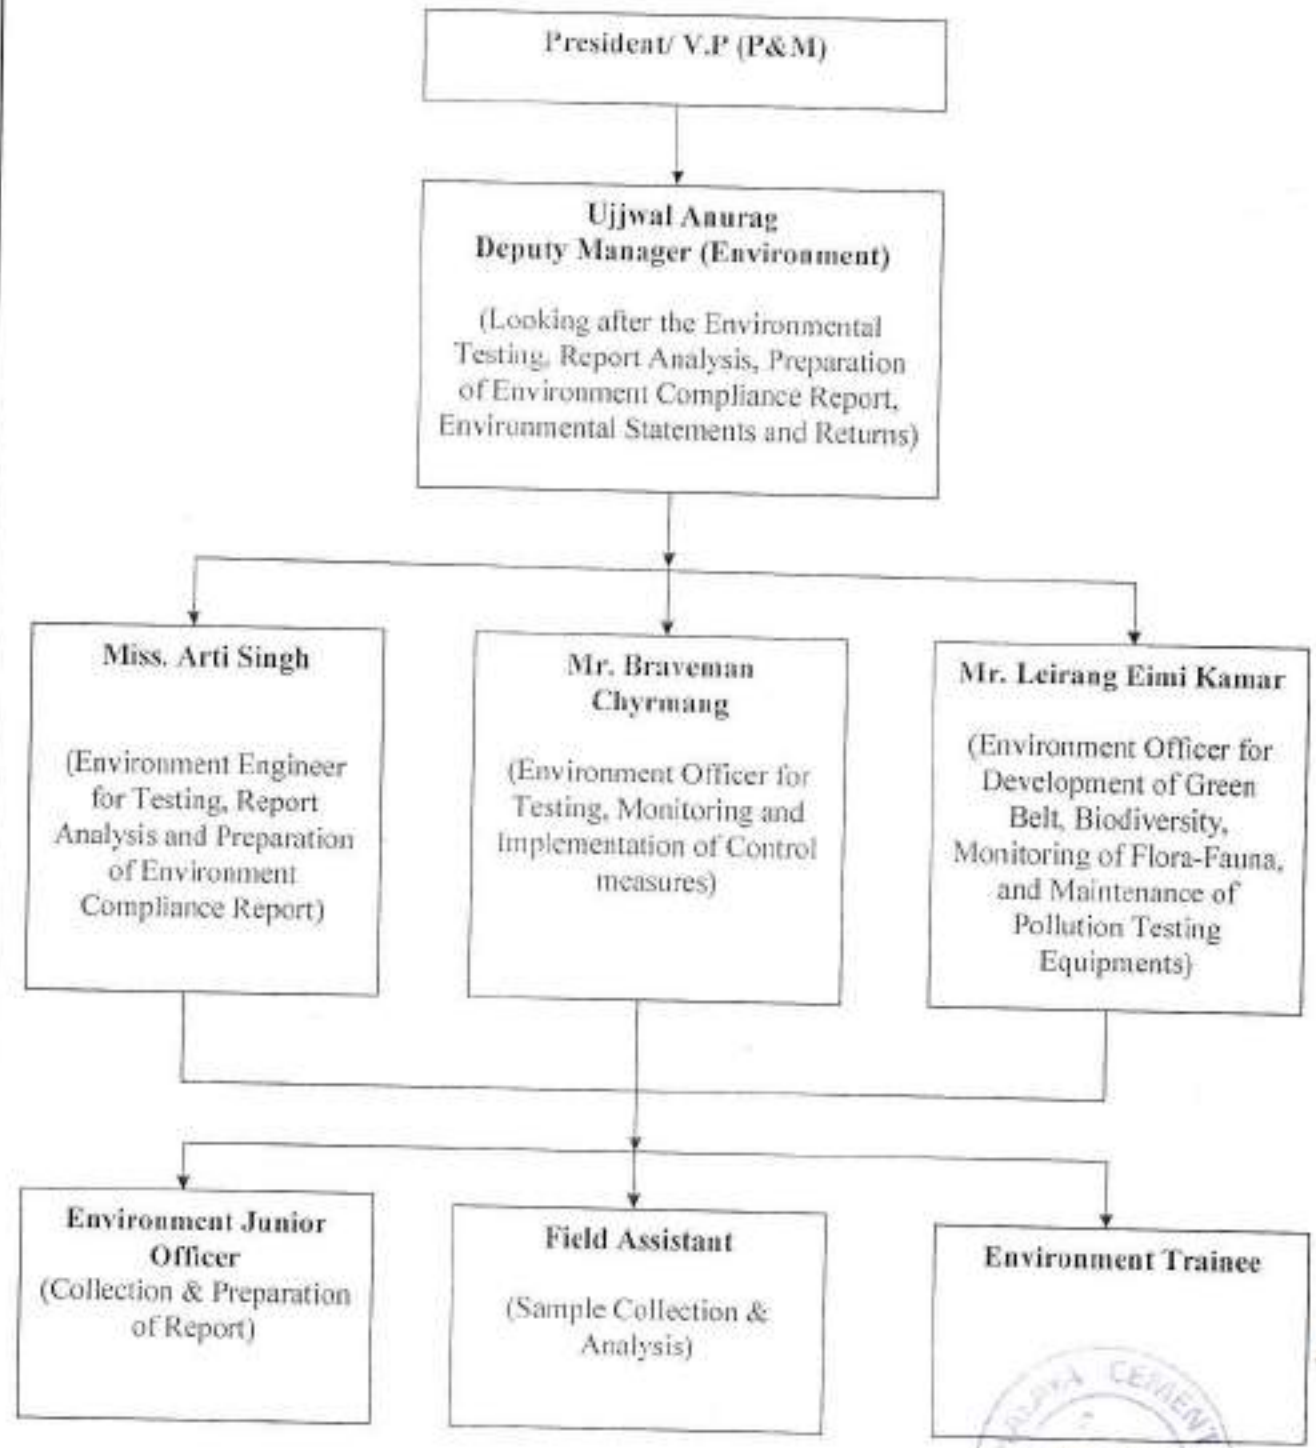 President/ V.P (P&M)
Ujjwal Anurag
Deputy Manager (Environment)
(Looking after the Environmental
Testing, Report Analysis, Preparation
of Environment Compliance Report,
Environmental Statements and Returns)
Miss. Arti Singh
(Environment Engineer
for Testing, Report
Analysis and Preparation
of Environment
Compliance Report)
Mr. Braveman
Chyrmang
(Environment Officer for
Testing, Monitoring and
Implementation of Control
measures)
Mr. Leirang Eimi Kamar
(Environment Officer for
Development of Green
Belt, Biodiversity,
Monitoring of Flora-Fauna,
and Maintenance of
Pollution Testing
Equipments)
Environment Junior
Officer
(Collection & Preparation
of Report)
Field Assistant
(Sample Collection &
Analysis)
Environment Trainee
CEMENT